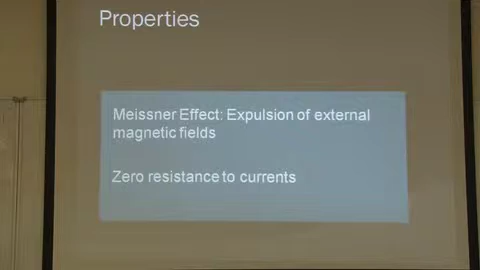 Properties
Meissner Effect: Expulsion of external
magnetic fields
Zero resistance to currents